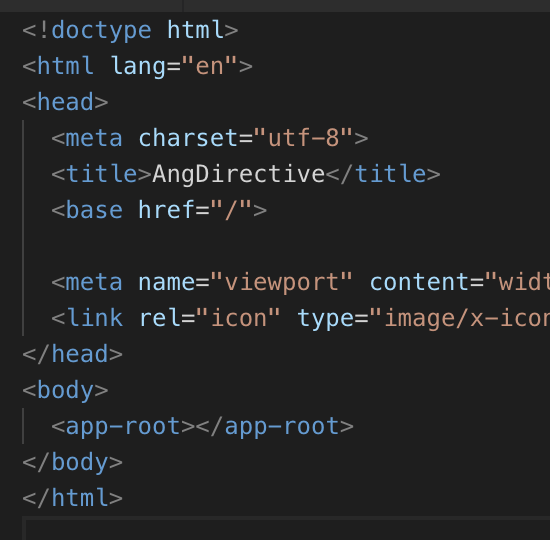 <!doctype html>
<html lang="en">
<head>
<meta charset="utf-8">
<title>AngDirective</title>
<base href="/">
<meta name="viewport" content="widt
<link rel="icon" type="image/x-icon
</head>
<body>
<app-root></app-root>
</body>
</html>